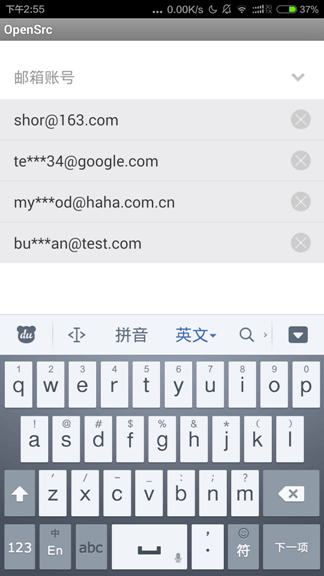 下午2:55 ... 0.00K/s 37%
OpenSrc
邮箱账号
shor@163.com
te***34@google.com
my***od@haha.com.cn
bu***an@test.com
du 拼音 英文
1 2 3 4 5 6 7 8 9 0
q w e r t y u i o p
! @ # $ % & * ( )
a s d f g h j k l
' / - _ : ; ?
z x c v b n m
123 中 En abc , . 符 下一项